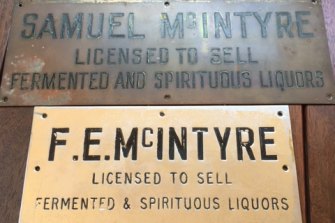 SAMUEL McINTYRE
LICENSED TO SELL
FERMENTED AND SPIRITUOUS LIQUORS
F.E.McINTYRE
LICENSED TO SELL
FERMENTED & SPIRITUOUS LIQUORS